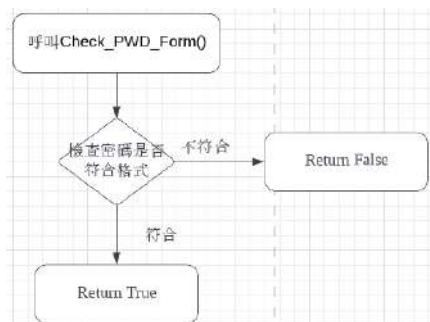 呼叫Check_PWD_Form()
檢查密碼是否
符合格式
不符合
Return False
符合
Return True